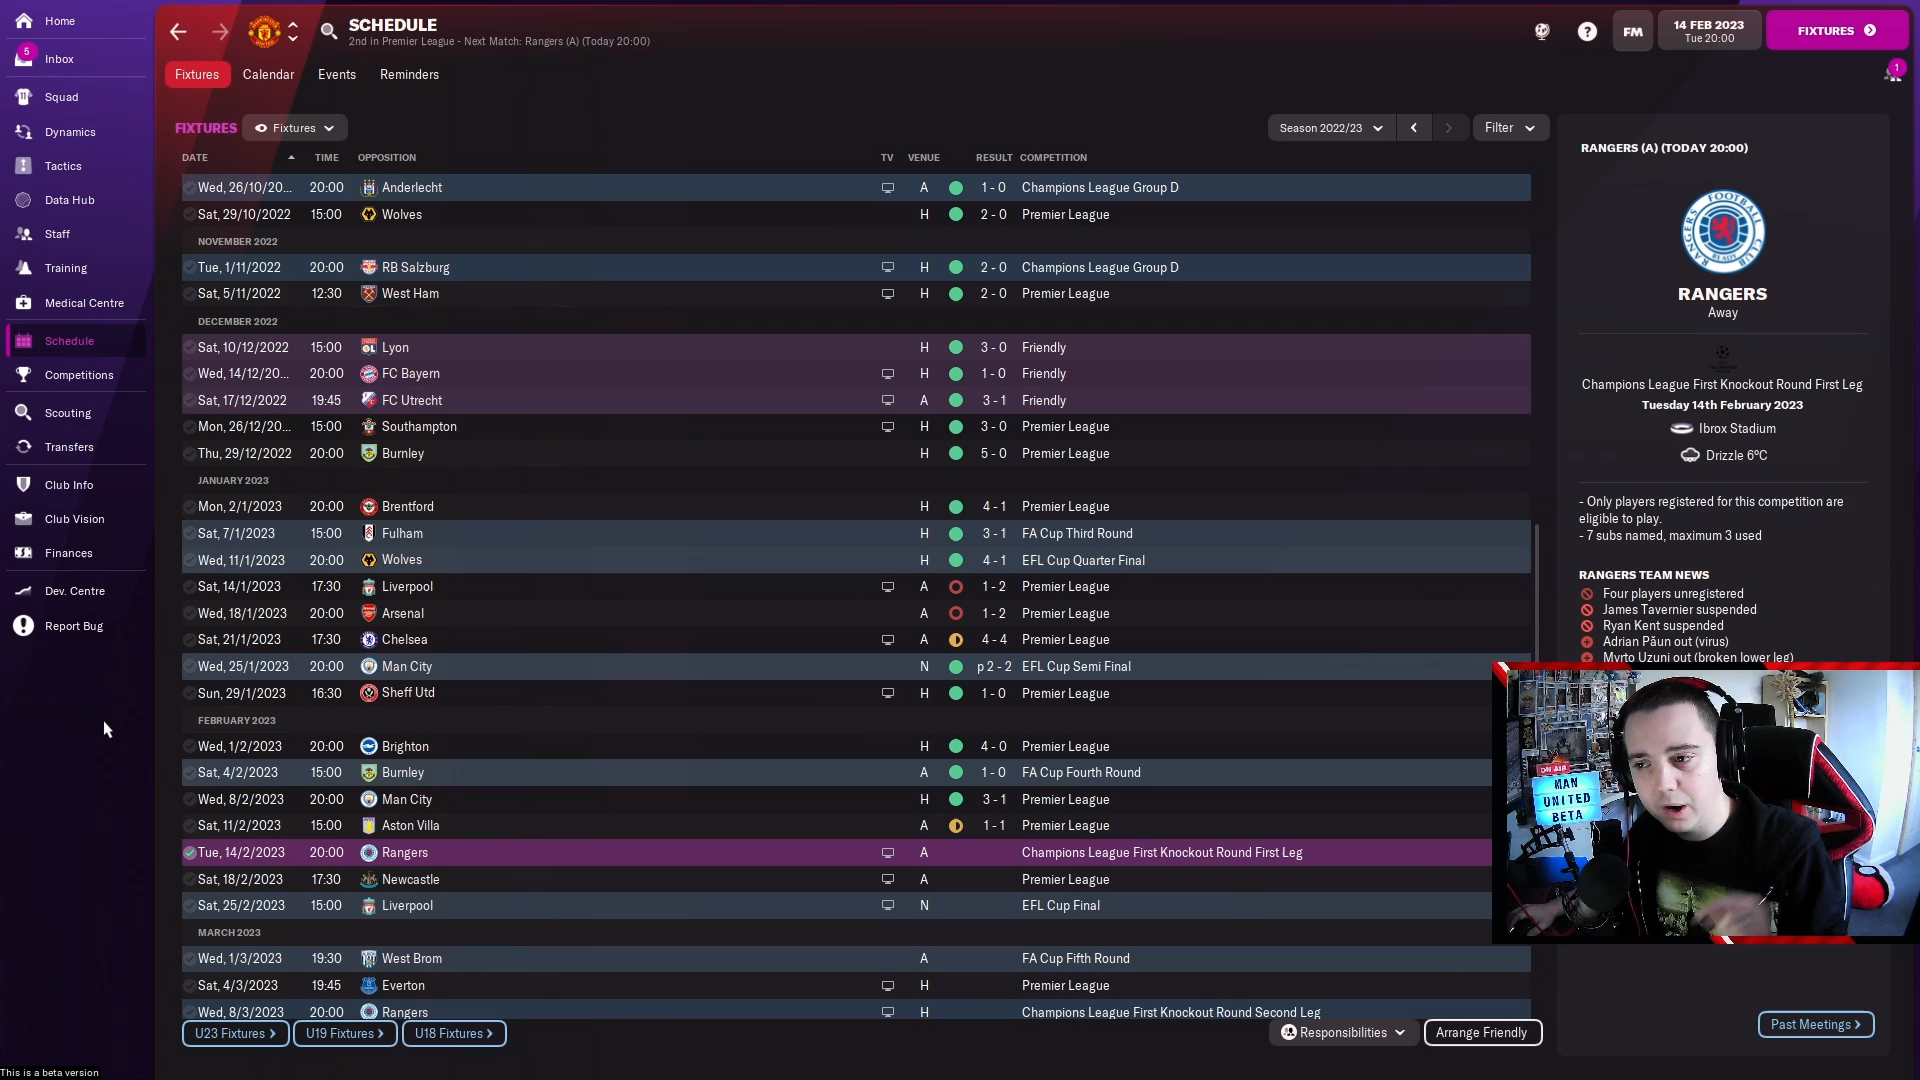 Home
SCHEDULE
2nd in Premier League - Next Match: Rangers (A) (Today 20:00)
FM
14 FEB 2023
Tue 20:00
FIXTURES
5
Inbox
Fixtures
Calendar
Events
Reminders
1
Squad
Dynamics
Tactics
Data Hub
Staff
Training
Medical Centre
Schedule
Competitions
Scouting
Transfers
Club Info
Club Vision
Finances
Dev. Centre
Report Bug
FIXTURES
Fixtures
Season 2022/23
Filter
DATE TIME OPPOSITION TV VENUE RESULT COMPETITION
Wed, 26/10/20... 20:00 Anderlecht A 1 - 0 Champions League Group D
Sat, 29/10/2022 15:00 Wolves H 2 - 0 Premier League
NOVEMBER 2022
Tue, 1/11/2022 20:00 RB Salzburg H 2 - 0 Champions League Group D
Sat, 5/11/2022 12:30 West Ham H 2 - 0 Premier League
DECEMBER 2022
Sat, 10/12/2022 15:00 Lyon H 3 - 0 Friendly
Wed, 14/12/20... 20:00 FC Bayern H 1 - 0 Friendly
Sat, 17/12/2022 19:45 FC Utrecht A 3 - 1 Friendly
Mon, 26/12/20... 15:00 Southampton H 3 - 0 Premier League
Thu, 29/12/2022 20:00 Burnley H 5 - 0 Premier League
JANUARY 2023
Mon, 2/1/2023 20:00 Brentford H 4 - 1 Premier League
Sat, 7/1/2023 15:00 Fulham H 3 - 1 FA Cup Third Round
Wed, 11/1/2023 20:00 Wolves H 4 - 1 EFL Cup Quarter Final
Sat, 14/1/2023 17:30 Liverpool A 1 - 2 Premier League
Wed, 18/1/2023 20:00 Arsenal A 1 - 2 Premier League
Sat, 21/1/2023 17:30 Chelsea A 4 - 4 Premier League
Wed, 25/1/2023 20:00 Man City N p 2 - 2 EFL Cup Semi Final
Sun, 29/1/2023 16:30 Sheff Utd H 1 - 0 Premier League
FEBRUARY 2023
Wed, 1/2/2023 20:00 Brighton H 4 - 0 Premier League
Sat, 4/2/2023 15:00 Burnley A 1 - 0 FA Cup Fourth Round
Wed, 8/2/2023 20:00 Man City H 3 - 1 Premier League
Sat, 11/2/2023 15:00 Aston Villa A 1 - 1 Premier League
Tue, 14/2/2023 20:00 Rangers A Champions League First Knockout Round First Leg
Sat, 18/2/2023 17:30 Newcastle A Premier League
Sat, 25/2/2023 15:00 Liverpool N EFL Cup Final
MARCH 2023
Wed, 1/3/2023 19:30 West Brom A FA Cup Fifth Round
Sat, 4/3/2023 19:45 Everton H Premier League
Wed, 8/3/2023 20:00 Rangers H Champions League First Knockout Round Second Leg
U23 Fixtures
U19 Fixtures
U18 Fixtures
Responsibilities
Arrange Friendly
RANGERS (A) (TODAY 20:00)
RANGERS FOOTBALL CLUB
READY
RANGERS
Away
Champions League First Knockout Round First Leg
Tuesday 14th February 2023
Ibrox Stadium
Drizzle 6ºC
- Only players registered for this competition are
eligible to play.
- 7 subs named, maximum 3 used
RANGERS TEAM NEWS
Four players unregistered
James Tavernier suspended
Ryan Kent suspended
Adrian Păun out (virus)
Myrto Uzuni out (broken lower leg)
ON AIR
MAN
UNITED
BETA
Past Meetings
This is a beta version